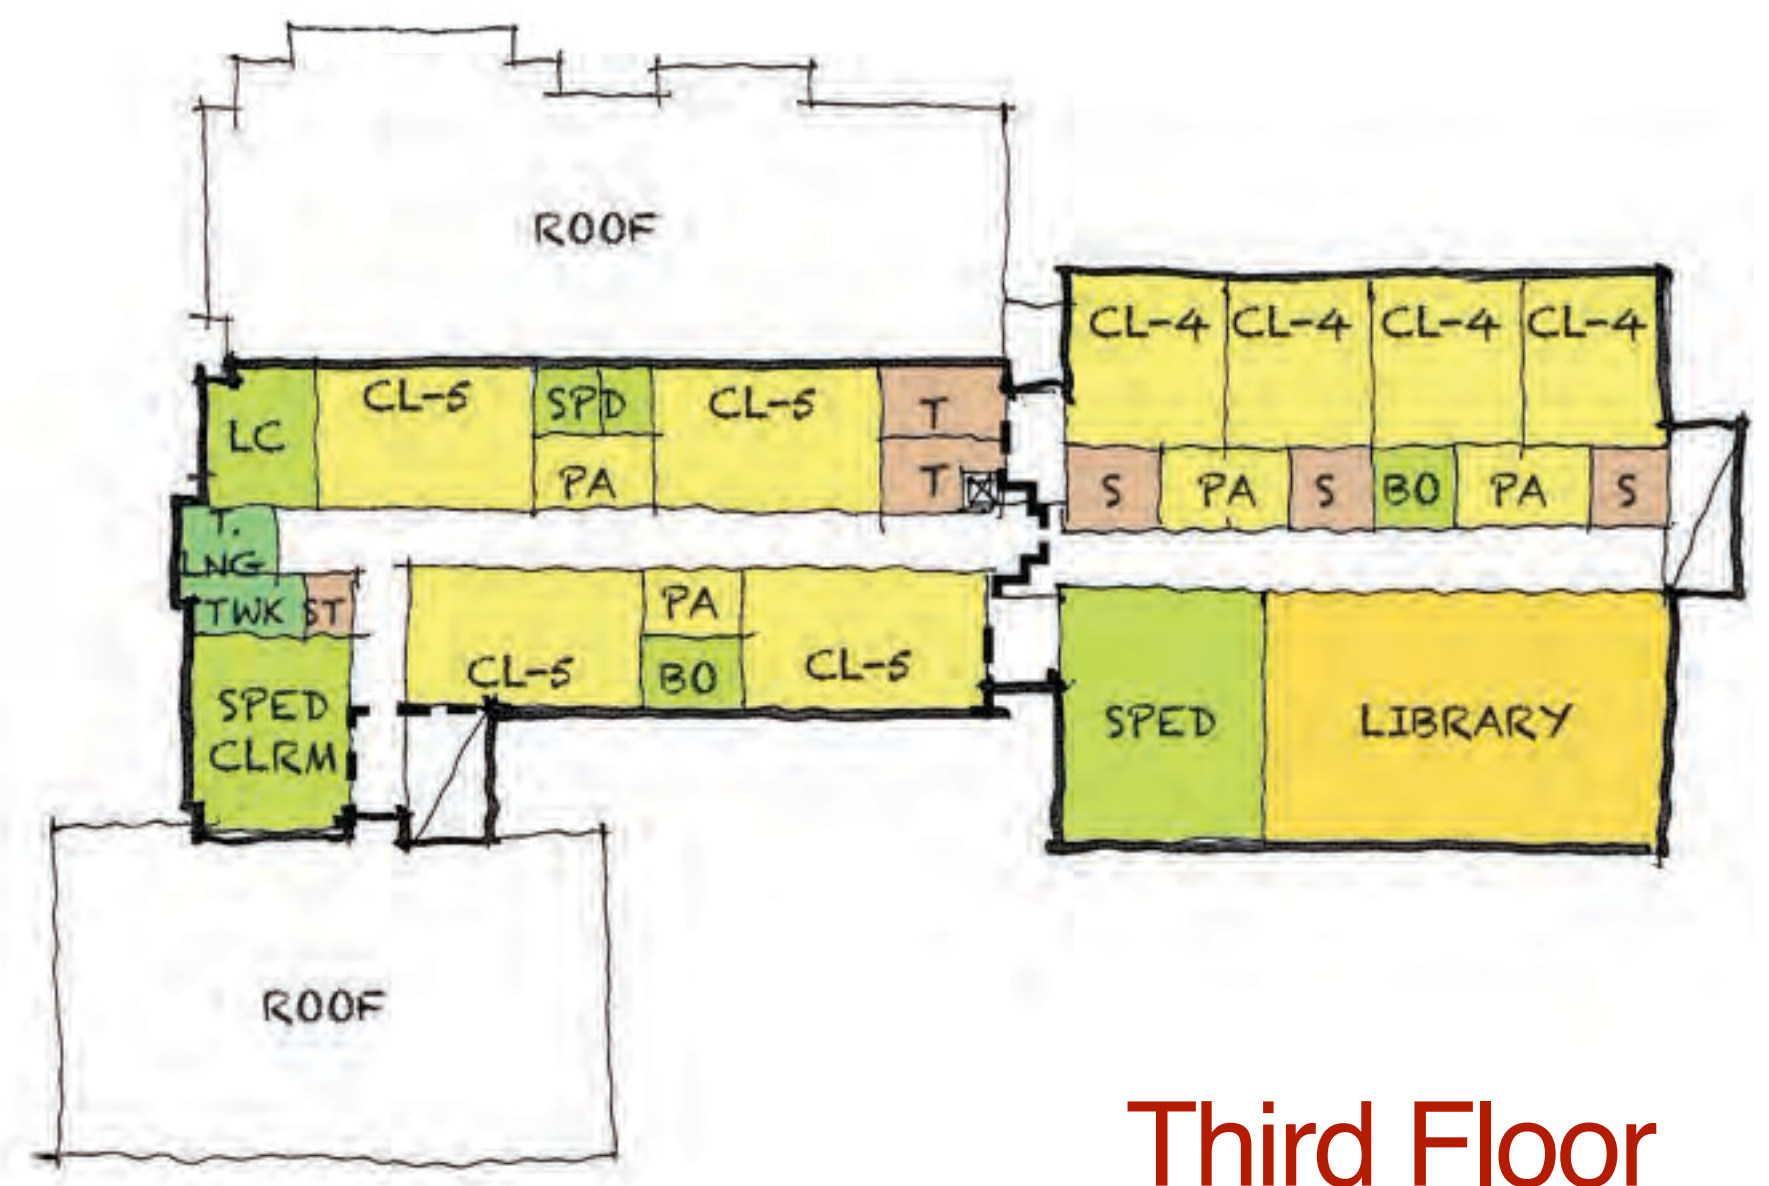 ROOF
CL-4 CL-4 CL-4 CL-4
LC CL-5 SPD CL-5 T
PA T S PA S BO PA S
T.
LNG
TWK ST PA
CL-5 BO CL-5
SPED
CLRM
SPED LIBRARY
ROOF
Third Floor